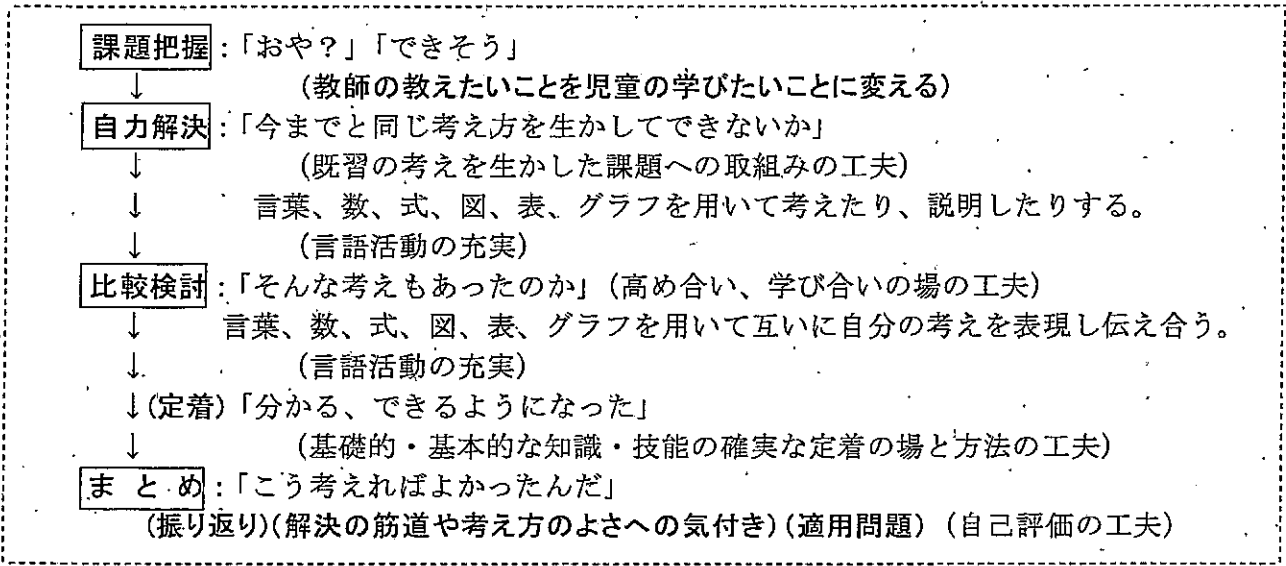 課題把握:「おや？」「できそう」
↓ (教師の教えたいことを児童の学びたいことに変える)
自力解決:「今までと同じ考え方を生かしてできないか」
↓ (既習の考えを生かした課題への取組みの工夫)
↓ 言葉、数、式、図、表、グラフを用いて考えたり、説明したりする。
↓ (言語活動の充実)
比較検討:「そんな考えもあったのか」(高め合い、学び合いの場の工夫)
↓ 言葉、数、式、図、表、グラフを用いて互いに自分の考えを表現し伝え合う。
↓ (言語活動の充実)
↓(定着)「分かる、できるようになった」
↓ (基礎的・基本的な知識・技能の確実な定着の場と方法の工夫)
まとめ:「こう考えればよかったんだ」
(振り返り)(解決の筋道や考え方のよさへの気付き)(適用問題)(自己評価の工夫)